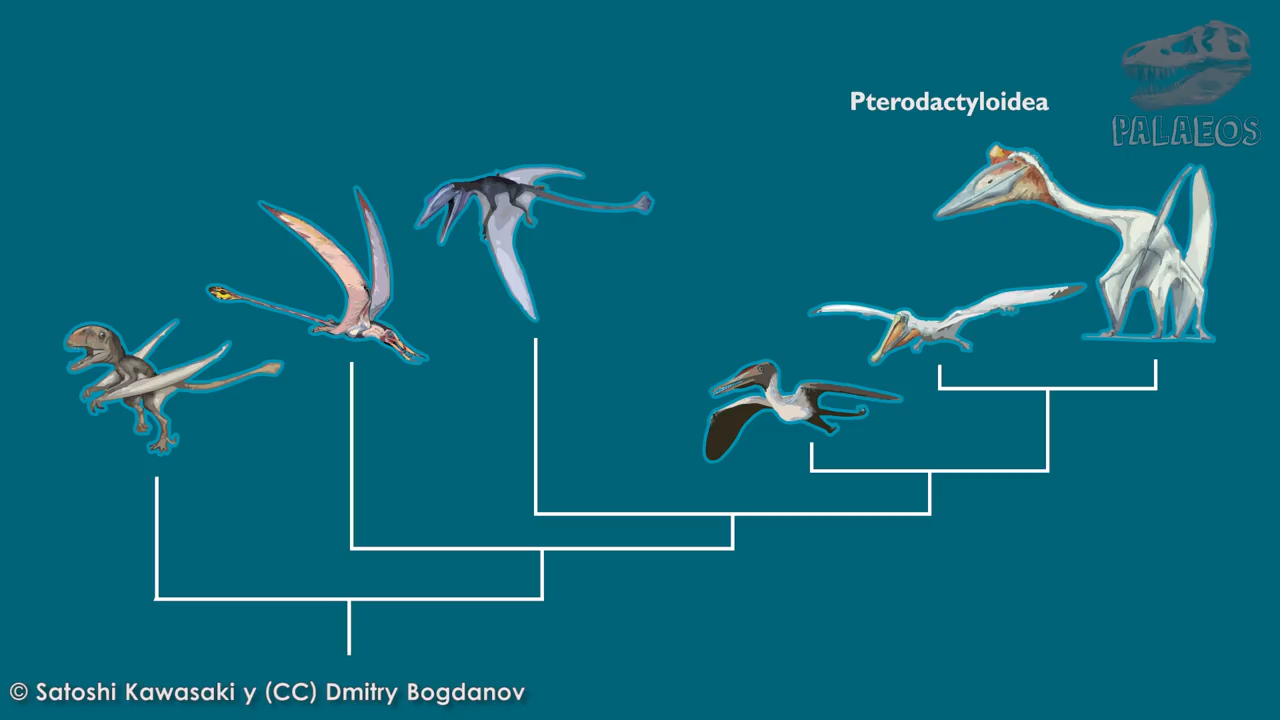 Pterodactyloidea
PALAEOS
© Satoshi Kawasaki y (CC) Dmitry Bogdanov